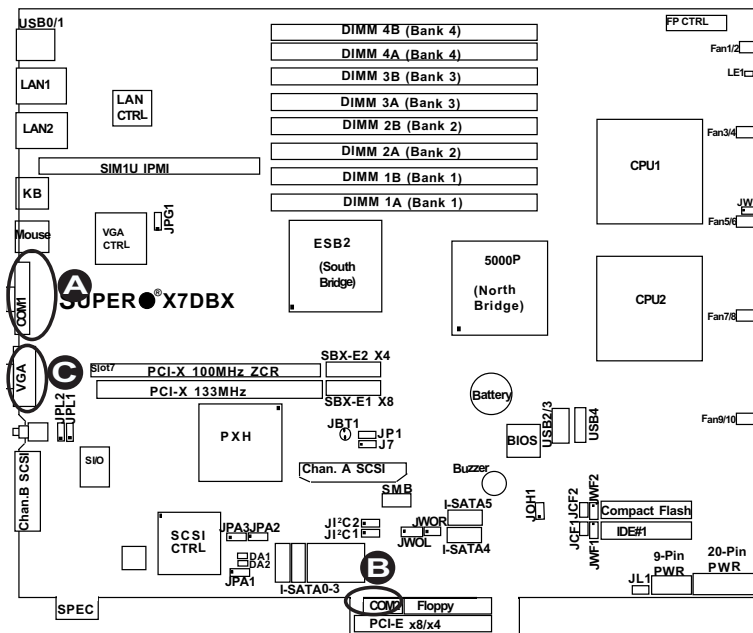 USB0/1
DIMM 4B (Bank 4)
FP CTRL
DIMM 4A (Bank 4)
Fan1/2
DIMM 3B (Bank 3)
LE1
LAN1
LAN
CTRL
DIMM 3A (Bank 3)
LAN2
DIMM 2B (Bank 2)
Fan3/4
DIMM 2A (Bank 2)
SIM1U IPMI
CPU1
DIMM 1B (Bank 1)
KB
DIMM 1A (Bank 1)
JPG1
JW
Fan5/6
Mouse
VGA
CTRL
ESB2
(South
Bridge)
5000P
(North
Bridge)
CPU2
A
COM1
SUPER®X7DBX
Fan7/8
C
VGA
Slot7
PCI-X 100MHz ZCR
SBX-E2 X4
PCI-X 133MHz
SBX-E1 X8
Battery
JPL2
JPL1
JBT1
JP1
J7
PXH
BIOS
USB2/3
USB4
Fan9/10
SI/O
Chan. A SCSI
Buzzer
Chan.B SCSI
SMB
I-SATA5
JOH1
JCF2
JWF2
Compact Flash
SCSI
CTRL
JPA3
JPA2
JI²C2
JI²C1
JWOR
JWOL
I-SATA4
JCF1
JWF1
IDE#1
DA1
DA2
JPA1
I-SATA0-3
B
JL1
9-Pin
PWR
20-Pin
PWR
SPEC
COM2
Floppy
PCI-E x8/x4